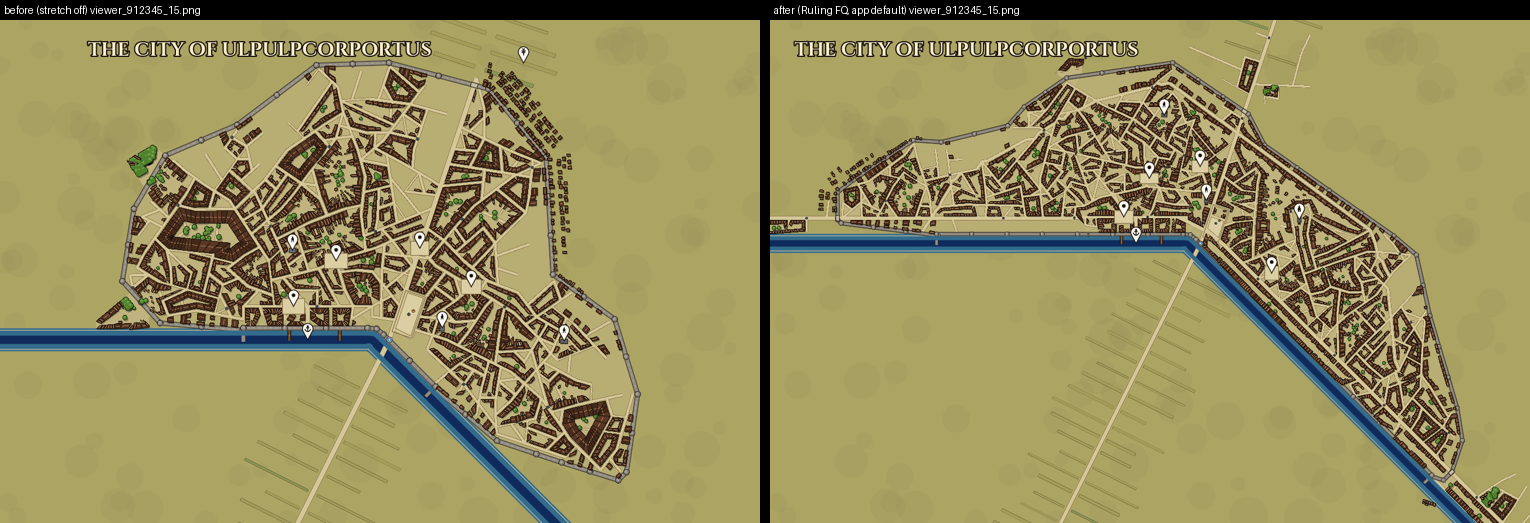 before (stretch off) viewer_912345_15.png
after (Ruling FQ, app default) viewer_912345_15.png
THE CITY OF ULPULPCORPORTUS
THE CITY OF ULPULPCORPORTUS